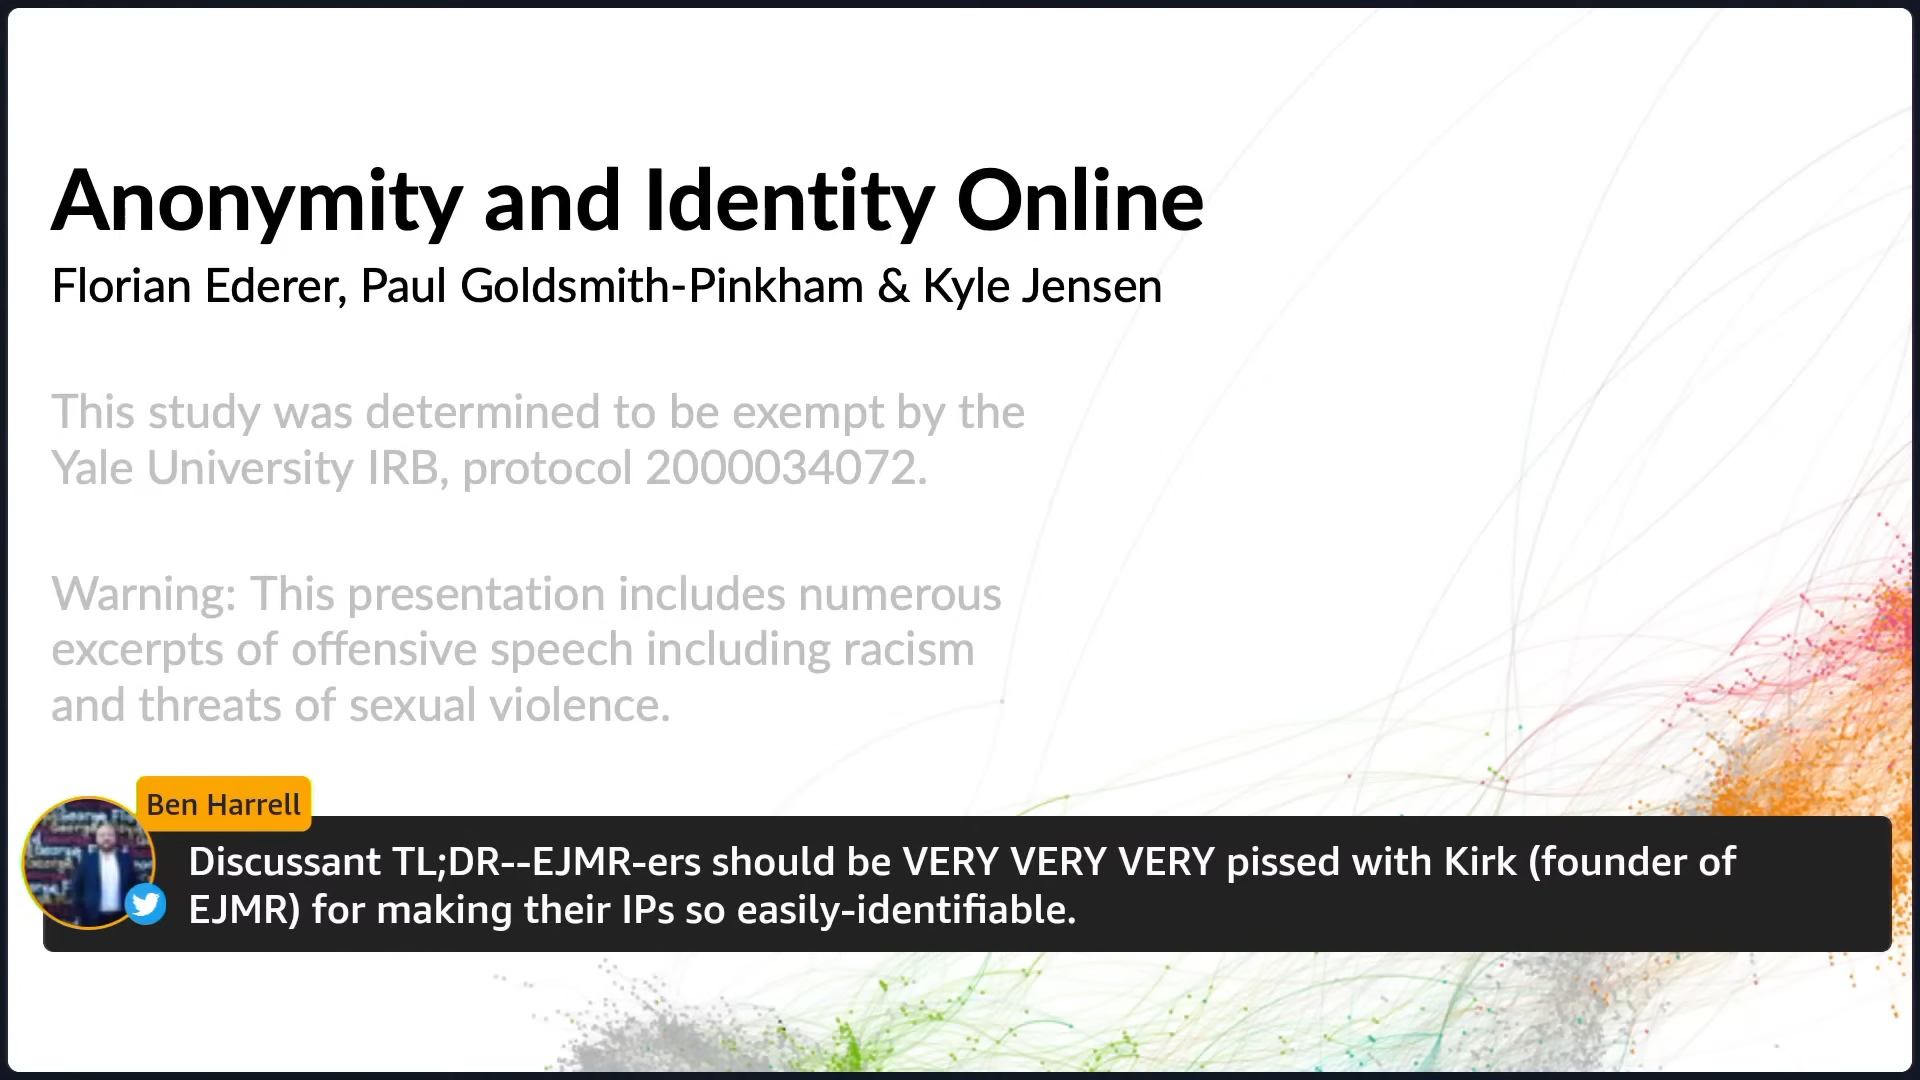 Anonymity and Identity Online
Florian Ederer, Paul Goldsmith-Pinkham & Kyle Jensen
This study was determined to be exempt by the
Yale University IRB, protocol 2000034072.
Warning: This presentation includes numerous
excerpts of offensive speech including racism
and threats of sexual violence.
Ben Harrell
Discussant TL;DR--EJMR-ers should be VERY VERY VERY pissed with Kirk (founder of
EJMR) for making their IPs so easily-identifiable.